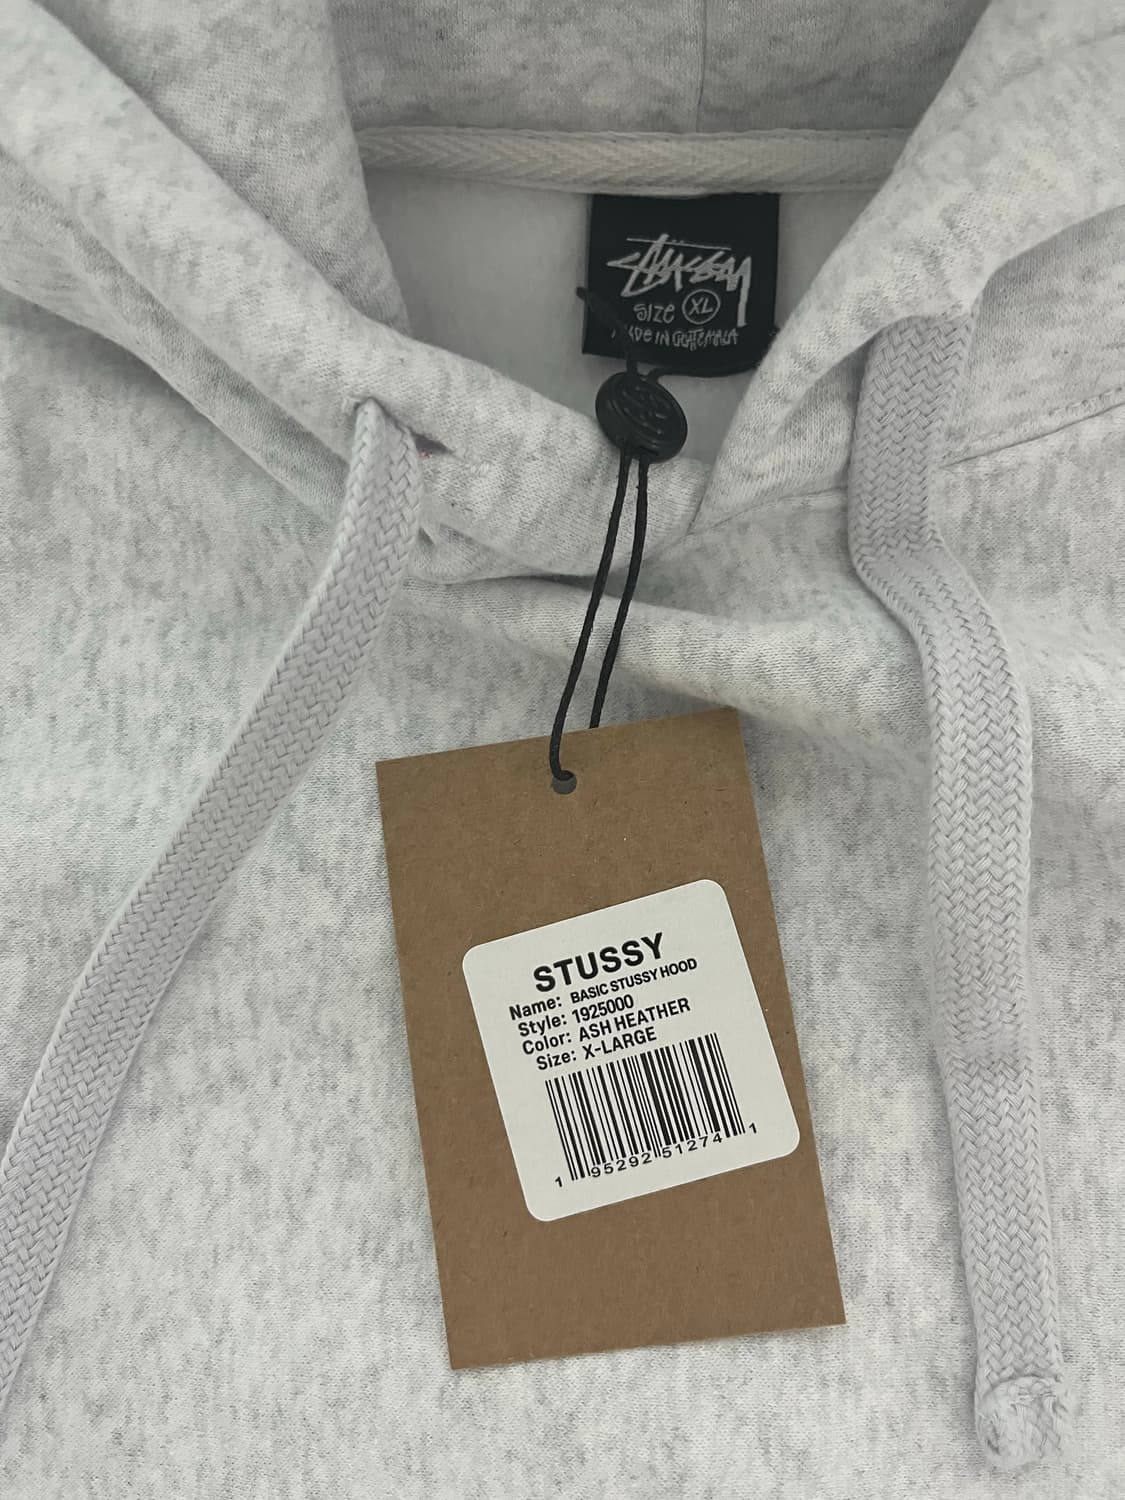 STÜSSY
SIZE XL
MADE IN GUATEMALA
STUSSY
Name: BASIC STUSSY HOOD
Style: 1925000
Color: ASH HEATHER
Size: X-LARGE
1 95292 51274 1